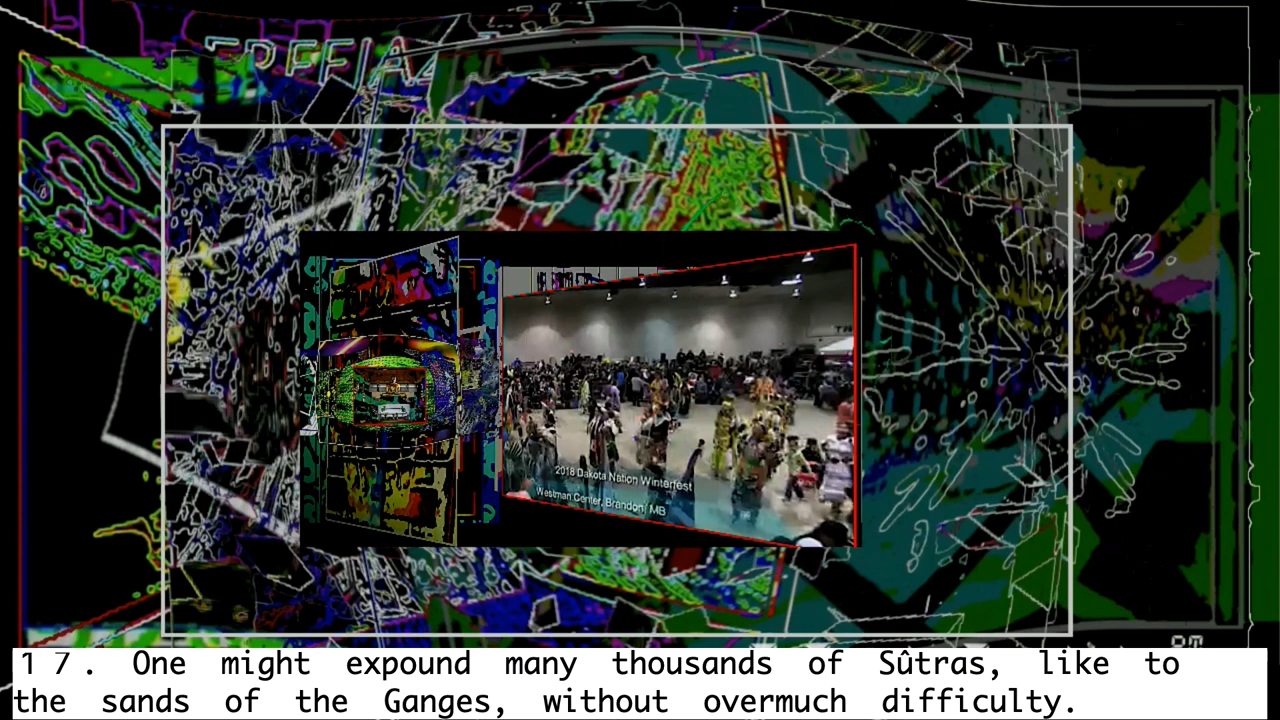 2018 Dakota Nation Winterfest
Westman Center, Brandon, MB
17. One might expound many thousands of Sûtras, like to
the sands of the Ganges, without overmuch difficulty.